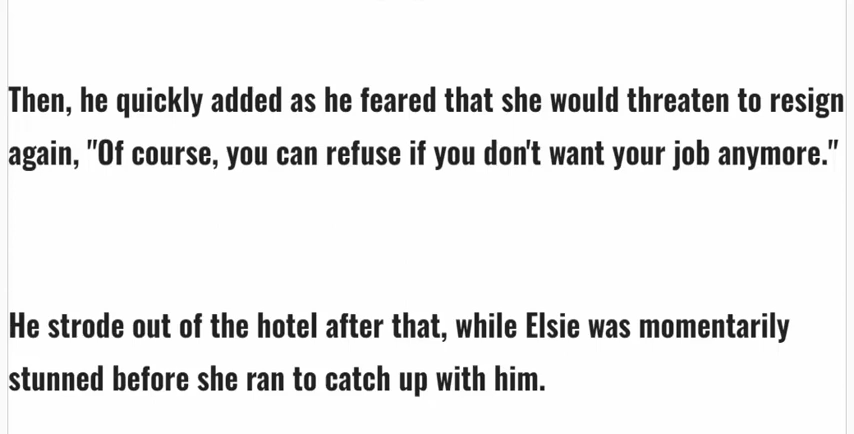 Then, he quickly added as he feared that she would threaten to resign
again, "Of course, you can refuse if you don't want your job anymore."
He strode out of the hotel after that, while Elsie was momentarily
stunned before she ran to catch up with him.